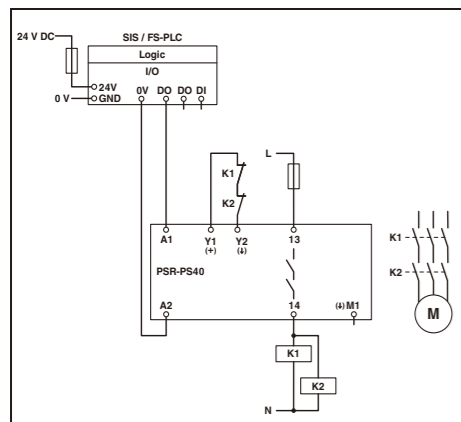 24 V DC
SIS / FS-PLC
Logic
I/O
24V
0V DO DO DI
0 V GND
L
K1
K2
A1 Y1 Y2 13
(+) (↓)
PSR-PS40
K1
K2
A2 14 (↓) M1
M
K1
K2
N